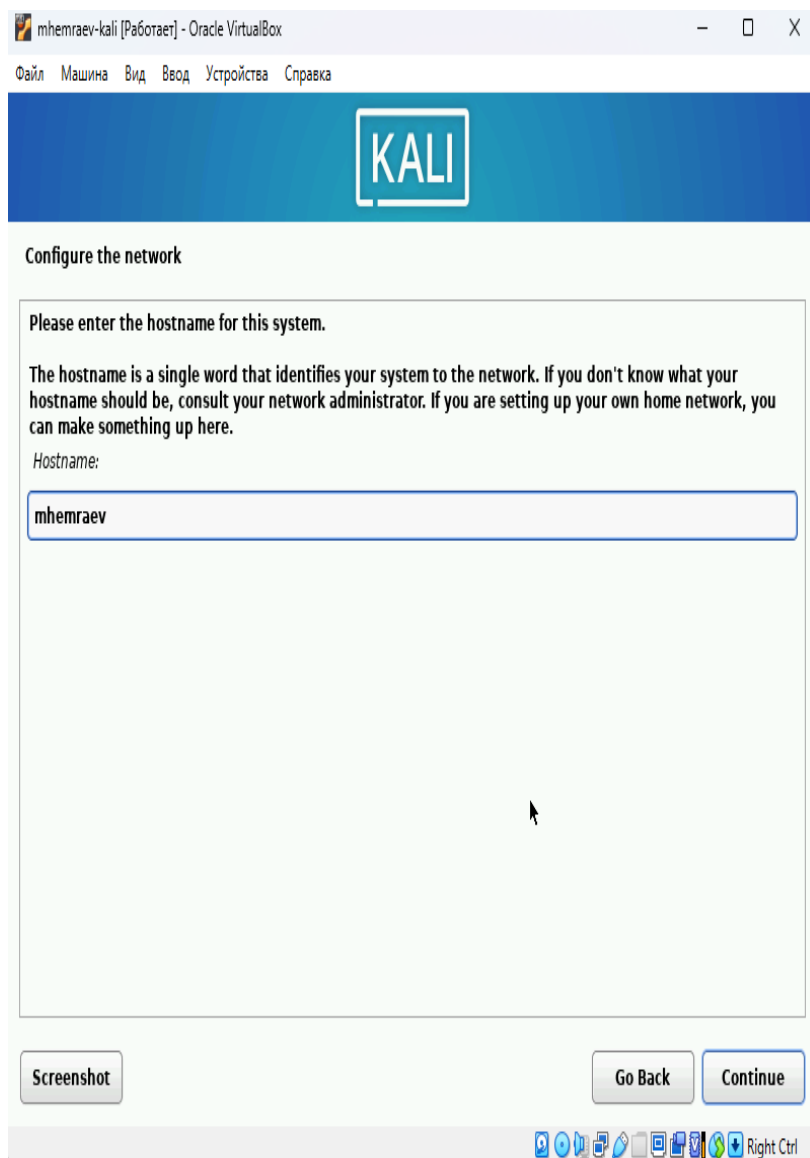 mhemraev-kali [Работает] - Oracle VirtualBox
Файл Машина Вид Ввод Устройства Справка
KALI
Configure the network
Please enter the hostname for this system.
The hostname is a single word that identifies your system to the network. If you don't know what your
hostname should be, consult your network administrator. If you are setting up your own home network, you
can make something up here.
Hostname:
mhemraev
Screenshot Go Back Continue
Right Ctrl